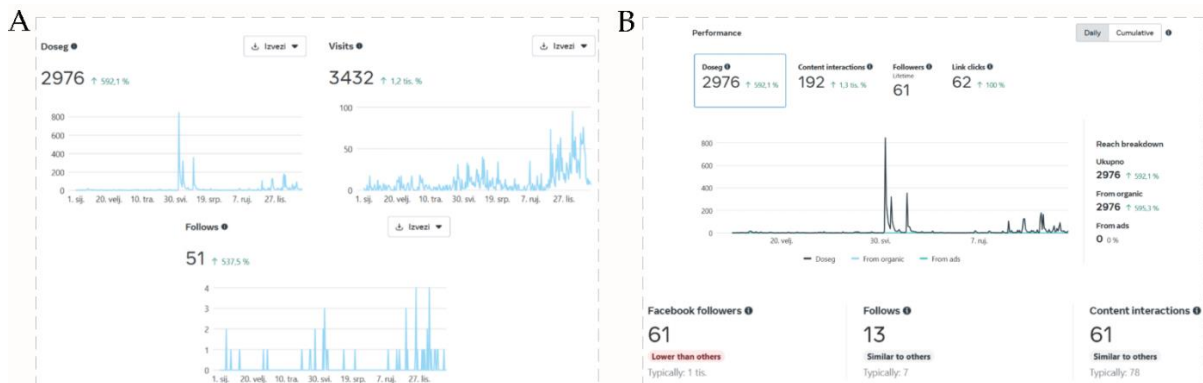 A
Doseg
Izvezi
2976 ↑ 592,1 %
800
600
400
200
0
1. sij. 20. velj. 10. tra. 30. svi. 19. srp. 7. ruj. 27. lis.
Visits
Izvezi
3432 ↑ 1,2 tis. %
100
50
0
1. sij. 20. velj. 10. tra. 30. svi. 19. srp. 7. ruj. 27. lis.
Follows
Izvezi
51 ↑ 537,5 %
4
3
2
1
0
1. sij. 20. velj. 10. tra. 30. svi. 19. srp. 7. ruj. 27. lis.
B
Performance
Daily Cumulative
Doseg
2976 ↑ 592,1 %
Content interactions
192 ↑ 1,3 tis. %
Followers
Lifetime
61
Link clicks
62 ↑ 100 %
800
600
400
200
0
20. velj. 30. svi. 7. ruj.
Doseg From organic From ads
Reach breakdown
Ukupno
2976 ↑ 592,1 %
From organic
2976 ↑ 595,3 %
From ads
0 0 %
Facebook followers
61
Lower than others
Typically: 1 tis.
Follows
13
Similar to others
Typically: 7
Content interactions
61
Similar to others
Typically: 78